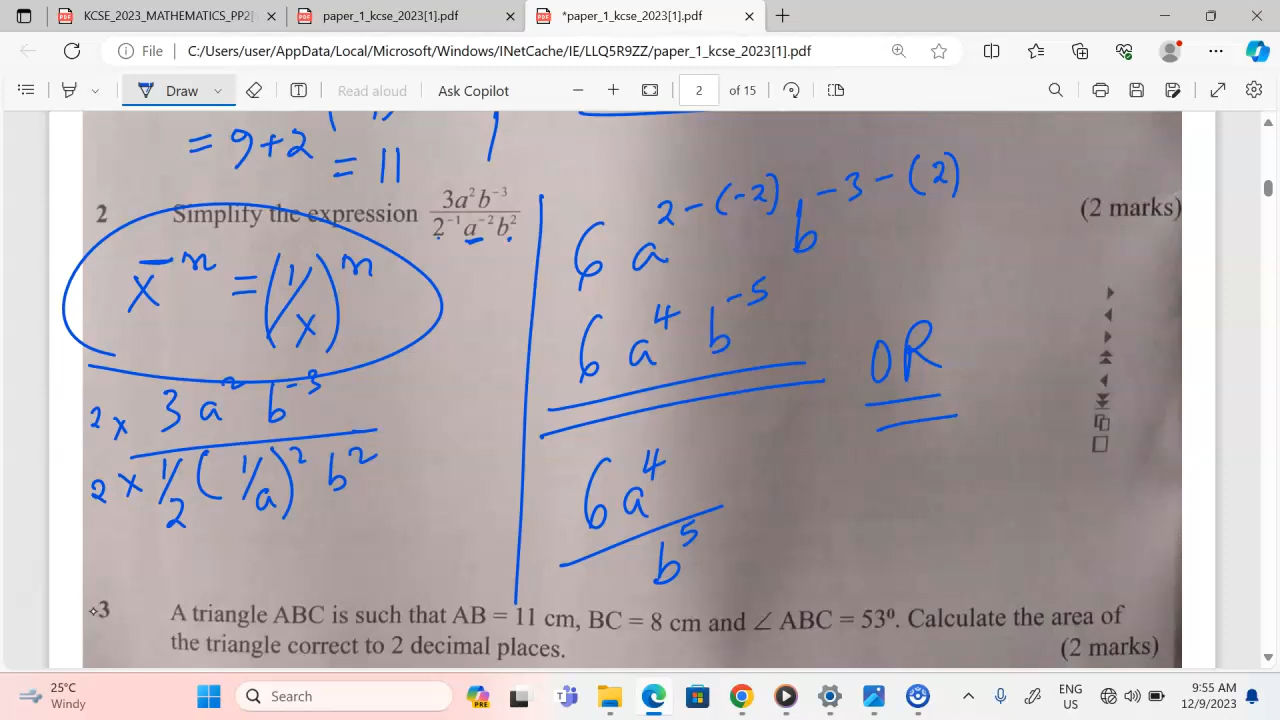 KCSE_2023_MATHEMATICS_PP2[
paper_1_kcse_2023[1].pdf
*paper_1_kcse_2023[1].pdf
File C:/Users/user/AppData/Local/Microsoft/Windows/INetCache/IE/LLQ5R9ZZ/paper_1_kcse_2023[1].pdf
Draw Read aloud Ask Copilot 2 of 15
= 9+2
= 11
2 Simplify the expression 3a²b⁻³ / 2⁻¹a⁻²b² (2 marks)
x⁻ⁿ = (1/x)ⁿ
2 x 3 a² b⁻³
2 x 1/2 (1/a)² b²
6 a 2 - (-2) b - 3 - (2)
6 a⁴ b⁻⁵ OR
6a⁴
b⁵
3 A triangle ABC is such that AB = 11 cm, BC = 8 cm and ∠ ABC = 53⁰. Calculate the area of
the triangle correct to 2 decimal places. (2 marks)
25°C
Windy
Search
PRE
ENG
US
9:55 AM
12/9/2023